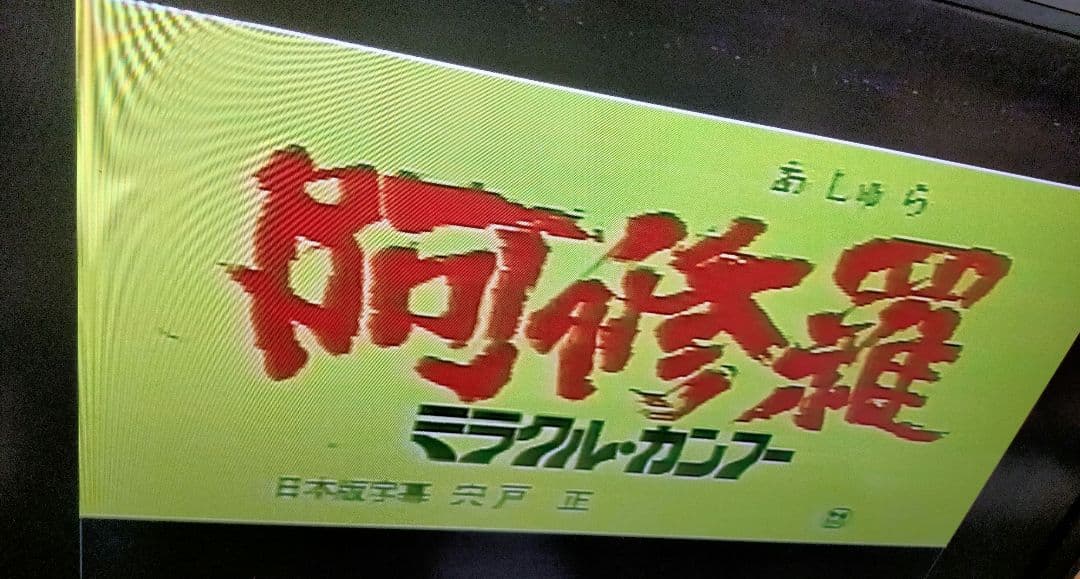 あしゅら
阿修羅
ミラクル・カンフー
日本版字幕 宍戸 正